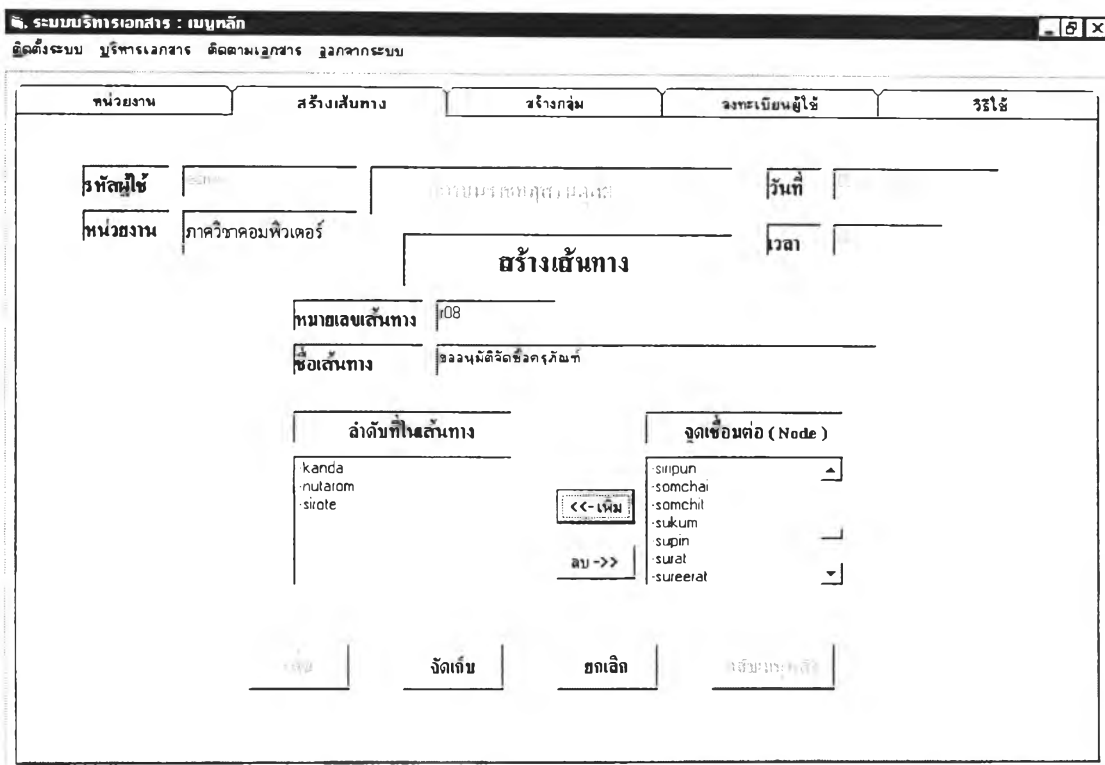 ระบบบริหารเอกสาร : เมนูหลัก
ติดตั้งระบบ บริหารเอกสาร ติดตามเอกสาร ออกจากระบบ
หน่วยงาน สร้างเส้นทาง สร้างกลุ่ม ลงทะเบียนผู้ใช้ วิธีใช้
รหัสผู้ใช้ วันที่
หน่วยงาน ภาควิชาคอมพิวเตอร์ เวลา
สร้างเส้นทาง
หมายเลขเส้นทาง r08
ชื่อเส้นทาง ขออนุมัติจัดซื้อครุภัณฑ์
ลำดับที่ในเส้นทาง จุดเชื่อมต่อ ( Node )
-kanda
-nutarom
-sirote
<<- เพิ่ม
ลบ ->>
-siripun
-somchai
-somchit
-sukum
-supin
-surat
-sureerat
จัดเก็บ ยกเลิก